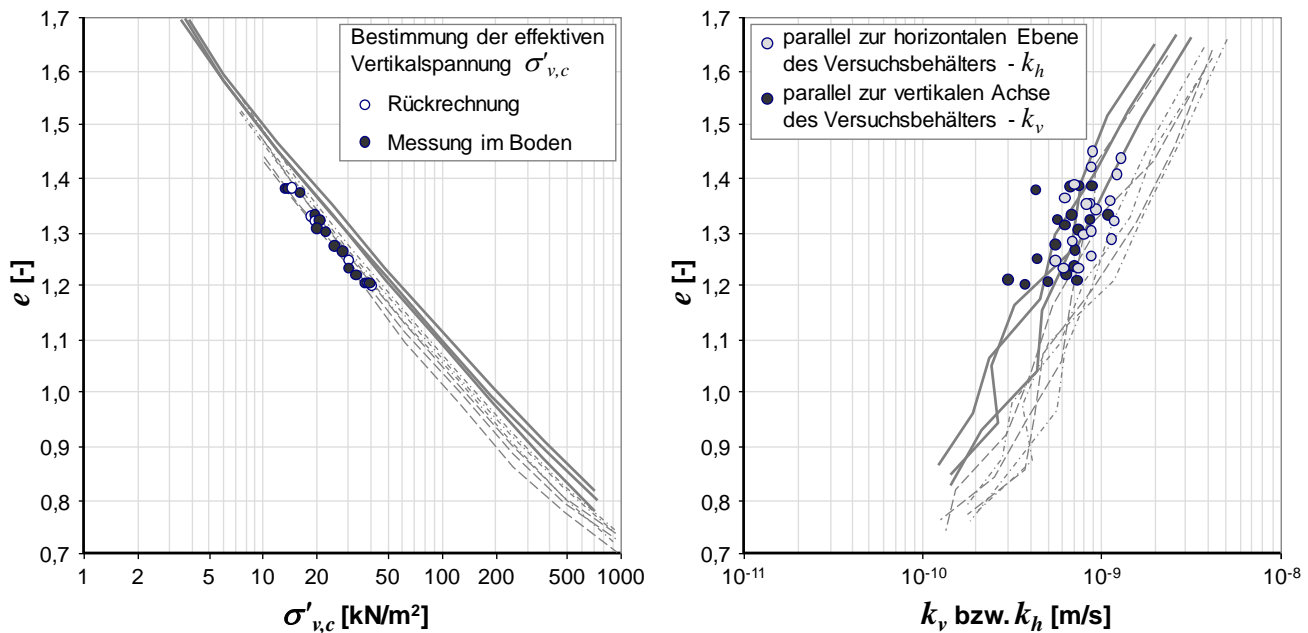 1,7
1,6
1,5
1,4
1,3
1,2
1,1
1,0
0,9
0,8
0,7
e [-]
Bestimmung der effektiven
Vertikalspannung σ′v,c
Rückrechnung
Messung im Boden
1 2 5 10 20 50 100 200 500 1000
σ′v,c [kN/m²]
1,7
1,6
1,5
1,4
1,3
1,2
1,1
1,0
0,9
0,8
0,7
e [-]
parallel zur horizontalen Ebene
des Versuchsbehälters - kh
parallel zur vertikalen Achse
des Versuchsbehälters - kv
10⁻¹¹ 10⁻¹⁰ 10⁻⁹ 10⁻⁸
kv bzw. kh [m/s]